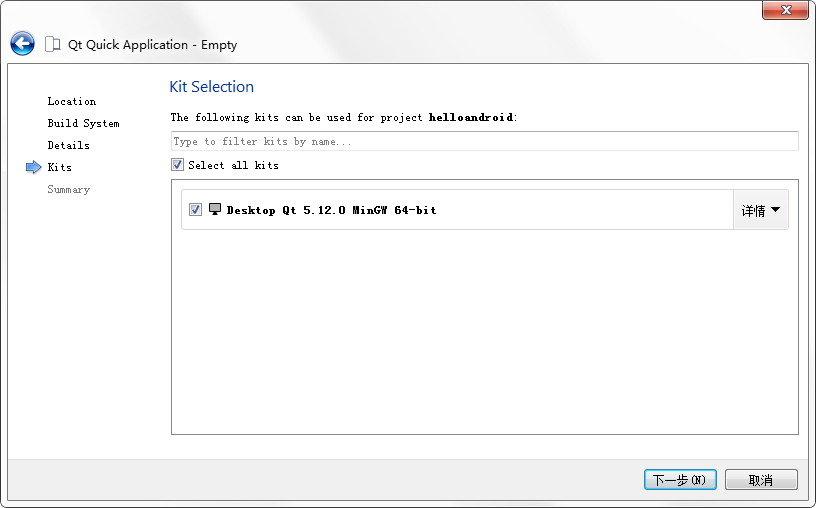 Qt Quick Application - Empty
Kit Selection
Location
Build System
Details
Kits
Summary
The following kits can be used for project helloandroid:
Type to filter kits by name...
Select all kits
Desktop Qt 5.12.0 MinGW 64-bit
详情
下一步(N)
取消